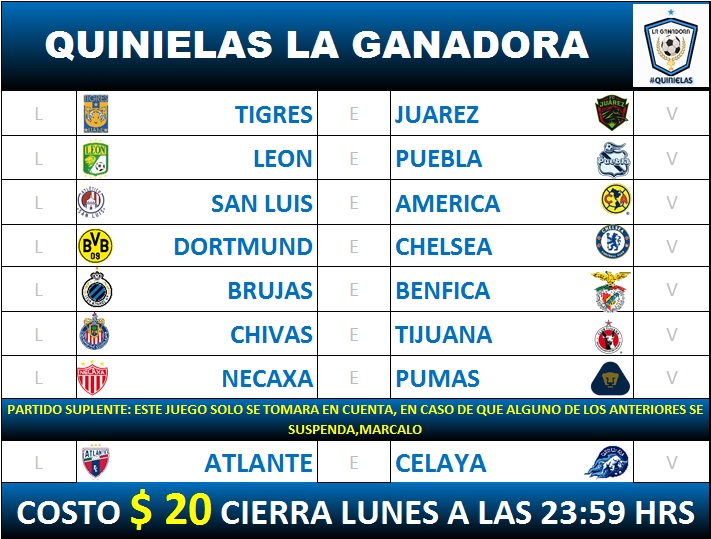 QUINIELAS LA GANADORA
LA GANADORA
#QUINIELAS
L TIGRES E JUAREZ V
L LEON E PUEBLA V
L SAN LUIS E AMERICA V
L DORTMUND E CHELSEA V
L BRUJAS E BENFICA V
L CHIVAS E TIJUANA V
L NECAXA E PUMAS V
PARTIDO SUPLENTE: ESTE JUEGO SOLO SE TOMARA EN CUENTA, EN CASO DE QUE ALGUNO DE LOS ANTERIORES SE
SUSPENDA,MARCALO
L ATLANTE E CELAYA V
COSTO $ 20 CIERRA LUNES A LAS 23:59 HRS